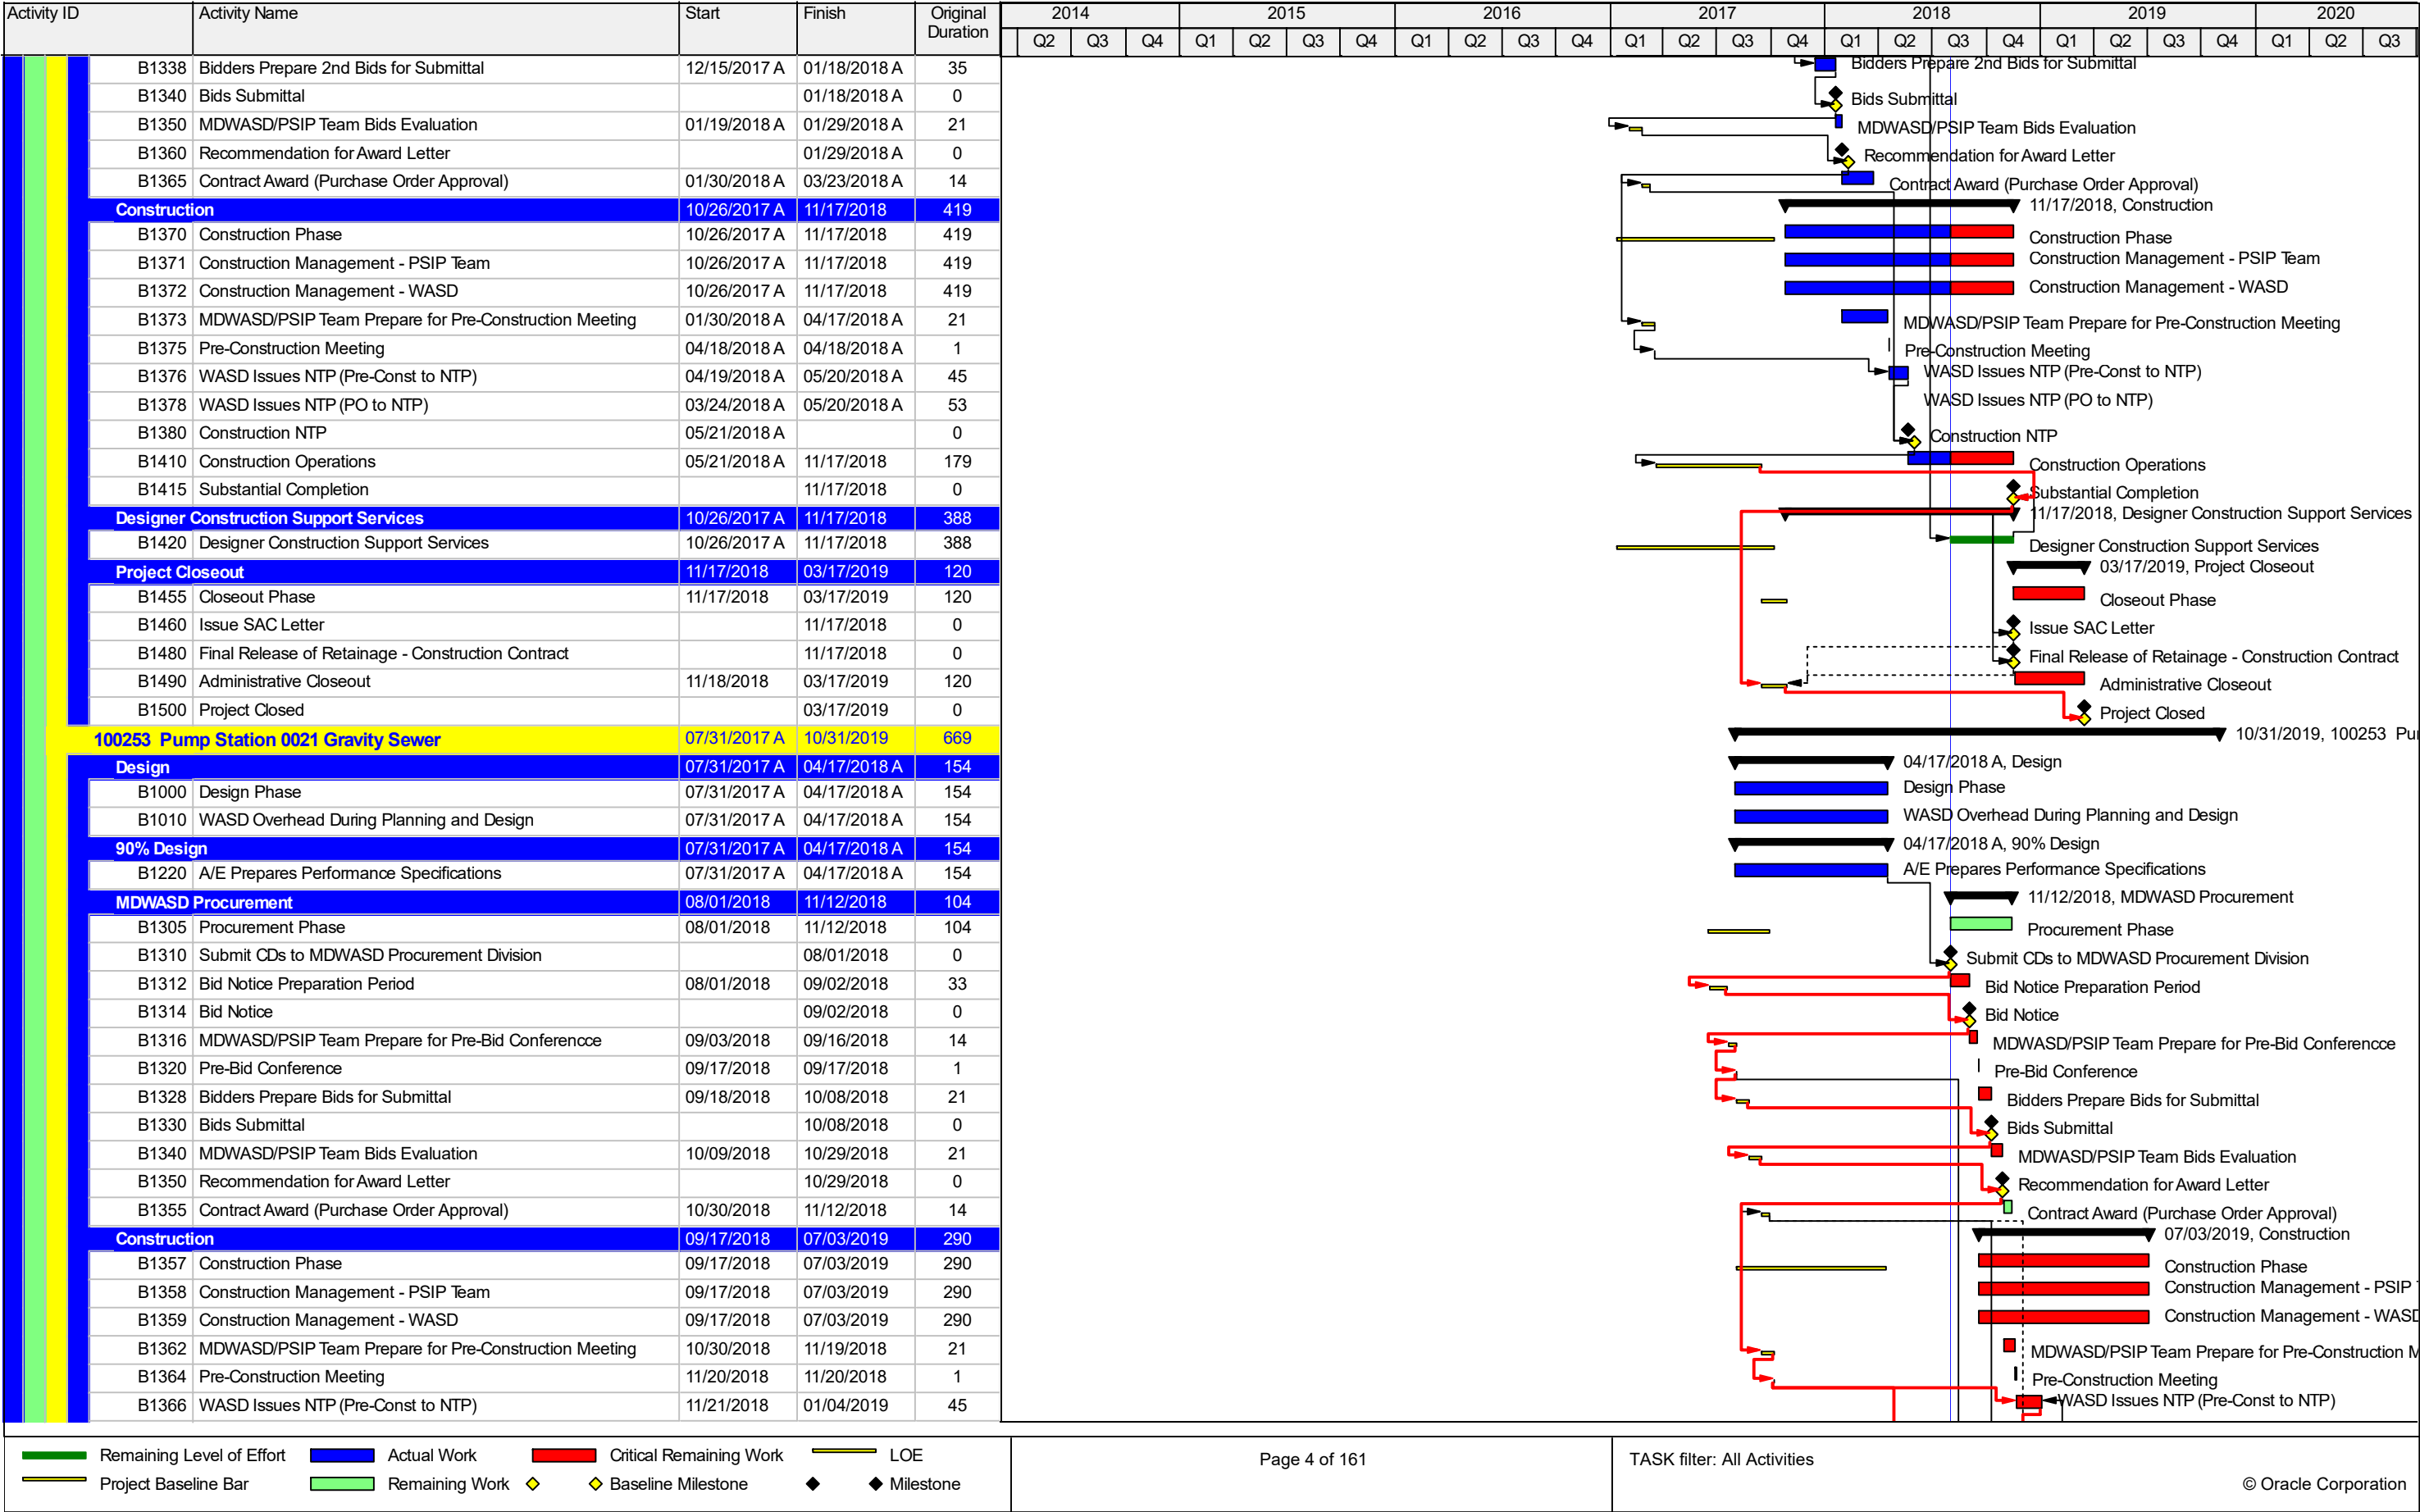 Activity ID Activity Name Start Finish Original Duration 2014 2015 2016 2017 2018 2019 2020
Q2 Q3 Q4 Q1 Q2 Q3 Q4 Q1 Q2 Q3 Q4 Q1 Q2 Q3 Q4 Q1 Q2 Q3 Q4 Q1 Q2 Q3 Q4 Q1 Q2 Q3
B1338 Bidders Prepare 2nd Bids for Submittal 12/15/2017 A 01/18/2018 A 35 Bidders Prepare 2nd Bids for Submittal
B1340 Bids Submittal 01/18/2018 A 0 Bids Submittal
B1350 MDWASD/PSIP Team Bids Evaluation 01/19/2018 A 01/29/2018 A 21 MDWASD/PSIP Team Bids Evaluation
B1360 Recommendation for Award Letter 01/29/2018 A 0 Recommendation for Award Letter
B1365 Contract Award (Purchase Order Approval) 01/30/2018 A 03/23/2018 A 14 Contract Award (Purchase Order Approval)
Construction 10/26/2017 A 11/17/2018 419 11/17/2018, Construction
B1370 Construction Phase 10/26/2017 A 11/17/2018 419 Construction Phase
B1371 Construction Management - PSIP Team 10/26/2017 A 11/17/2018 419 Construction Management - PSIP Team
B1372 Construction Management - WASD 10/26/2017 A 11/17/2018 419 Construction Management - WASD
B1373 MDWASD/PSIP Team Prepare for Pre-Construction Meeting 01/30/2018 A 04/17/2018 A 21 MDWASD/PSIP Team Prepare for Pre-Construction Meeting
B1375 Pre-Construction Meeting 04/18/2018 A 04/18/2018 A 1 Pre-Construction Meeting
B1376 WASD Issues NTP (Pre-Const to NTP) 04/19/2018 A 05/20/2018 A 45 WASD Issues NTP (Pre-Const to NTP)
B1378 WASD Issues NTP (PO to NTP) 03/24/2018 A 05/20/2018 A 53 WASD Issues NTP (PO to NTP)
B1380 Construction NTP 05/21/2018 A 0 Construction NTP
B1410 Construction Operations 05/21/2018 A 11/17/2018 179 Construction Operations
B1415 Substantial Completion 11/17/2018 0 Substantial Completion
Designer Construction Support Services 10/26/2017 A 11/17/2018 388 11/17/2018, Designer Construction Support Services
B1420 Designer Construction Support Services 10/26/2017 A 11/17/2018 388 Designer Construction Support Services
Project Closeout 11/17/2018 03/17/2019 120 03/17/2019, Project Closeout
B1455 Closeout Phase 11/17/2018 03/17/2019 120 Closeout Phase
B1460 Issue SAC Letter 11/17/2018 0 Issue SAC Letter
B1480 Final Release of Retainage - Construction Contract 11/17/2018 0 Final Release of Retainage - Construction Contract
B1490 Administrative Closeout 11/18/2018 03/17/2019 120 Administrative Closeout
B1500 Project Closed 03/17/2019 0 Project Closed
100253 Pump Station 0021 Gravity Sewer 07/31/2017 A 10/31/2019 669 10/31/2019, 100253 Pu
Design 07/31/2017 A 04/17/2018 A 154 04/17/2018 A, Design
B1000 Design Phase 07/31/2017 A 04/17/2018 A 154 Design Phase
B1010 WASD Overhead During Planning and Design 07/31/2017 A 04/17/2018 A 154 WASD Overhead During Planning and Design
90% Design 07/31/2017 A 04/17/2018 A 154 04/17/2018 A, 90% Design
B1220 A/E Prepares Performance Specifications 07/31/2017 A 04/17/2018 A 154 A/E Prepares Performance Specifications
MDWASD Procurement 08/01/2018 11/12/2018 104 11/12/2018, MDWASD Procurement
B1305 Procurement Phase 08/01/2018 11/12/2018 104 Procurement Phase
B1310 Submit CDs to MDWASD Procurement Division 08/01/2018 0 Submit CDs to MDWASD Procurement Division
B1312 Bid Notice Preparation Period 08/01/2018 09/02/2018 33 Bid Notice Preparation Period
B1314 Bid Notice 09/02/2018 0 Bid Notice
B1316 MDWASD/PSIP Team Prepare for Pre-Bid Conferencce 09/03/2018 09/16/2018 14 MDWASD/PSIP Team Prepare for Pre-Bid Conferencce
B1320 Pre-Bid Conference 09/17/2018 09/17/2018 1 Pre-Bid Conference
B1328 Bidders Prepare Bids for Submittal 09/18/2018 10/08/2018 21 Bidders Prepare Bids for Submittal
B1330 Bids Submittal 10/08/2018 0 Bids Submittal
B1340 MDWASD/PSIP Team Bids Evaluation 10/09/2018 10/29/2018 21 MDWASD/PSIP Team Bids Evaluation
B1350 Recommendation for Award Letter 10/29/2018 0 Recommendation for Award Letter
B1355 Contract Award (Purchase Order Approval) 10/30/2018 11/12/2018 14 Contract Award (Purchase Order Approval)
Construction 09/17/2018 07/03/2019 290 07/03/2019, Construction
B1357 Construction Phase 09/17/2018 07/03/2019 290 Construction Phase
B1358 Construction Management - PSIP Team 09/17/2018 07/03/2019 290 Construction Management - PSIP
B1359 Construction Management - WASD 09/17/2018 07/03/2019 290 Construction Management - WASD
B1362 MDWASD/PSIP Team Prepare for Pre-Construction Meeting 10/30/2018 11/19/2018 21 MDWASD/PSIP Team Prepare for Pre-Construction M
B1364 Pre-Construction Meeting 11/20/2018 11/20/2018 1 Pre-Construction Meeting
B1366 WASD Issues NTP (Pre-Const to NTP) 11/21/2018 01/04/2019 45 WASD Issues NTP (Pre-Const to NTP)
Remaining Level of Effort Actual Work Critical Remaining Work LOE Page 4 of 161 TASK filter: All Activities
Project Baseline Bar Remaining Work Baseline Milestone Milestone © Oracle Corporation